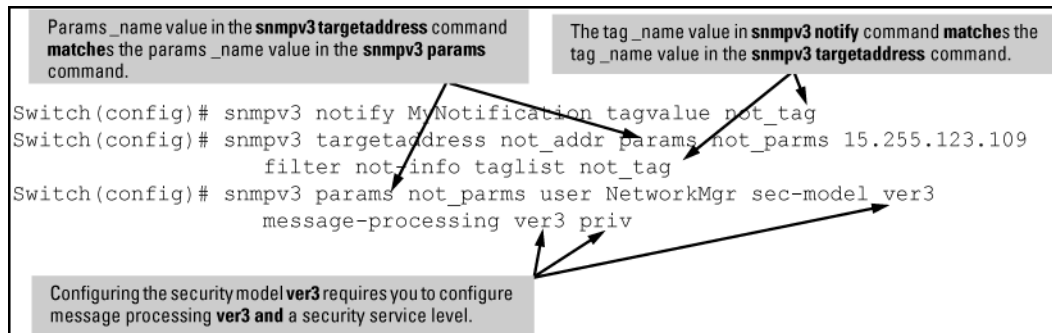 Params _name value in the snmpv3 targetaddress command
matches the params _name value in the snmpv3 params
command.
The tag _name value in snmpv3 notify command matches the
tag _name value in the snmpv3 targetaddress command.
Switch(config)# snmpv3 notify MyNotification tagvalue not_tag
Switch(config)# snmpv3 targetaddress not_addr params not_parms 15.255.123.109
filter not-info taglist not_tag
Switch(config)# snmpv3 params not_parms user NetworkMgr sec-model ver3
message-processing ver3 priv
Configuring the security model ver3 requires you to configure
message processing ver3 and a security service level.